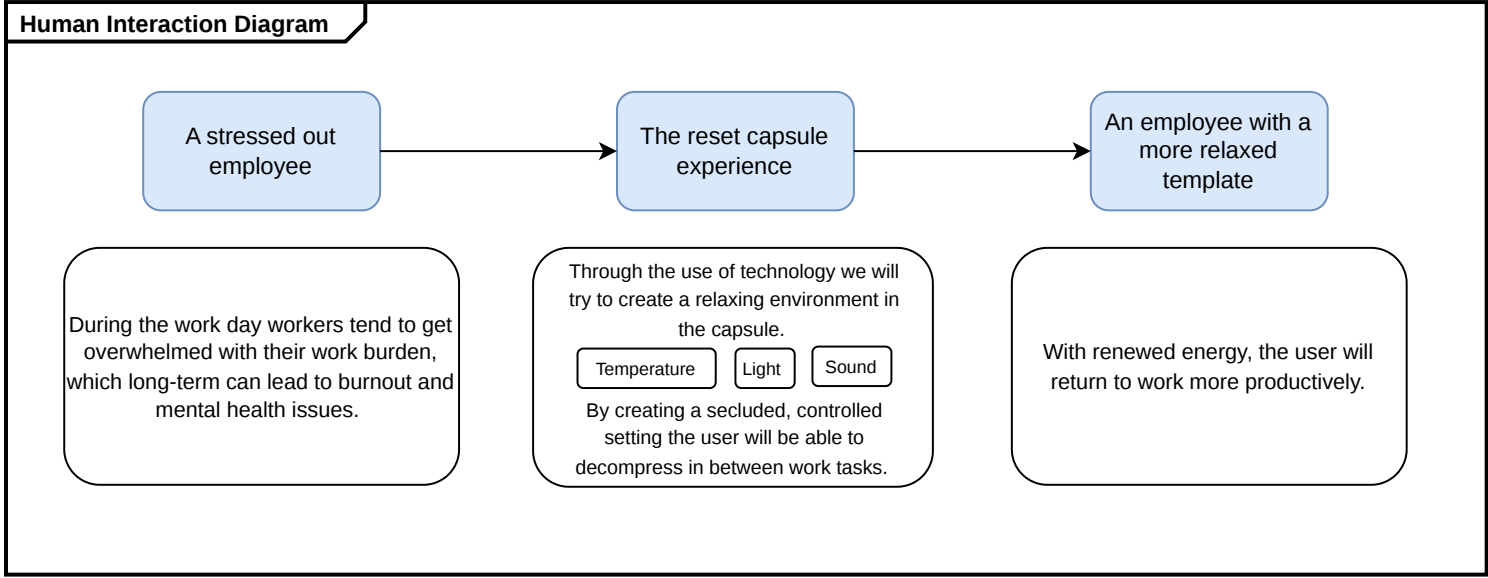 Human Interaction Diagram
A stressed out
employee
The reset capsule
experience
An employee with a
more relaxed
template
During the work day workers tend to get
overwhelmed with their work burden,
which long-term can lead to burnout and
mental health issues.
Through the use of technology we will
try to create a relaxing environment in
the capsule.
Temperature
Light
Sound
By creating a secluded, controlled
setting the user will be able to
decompress in between work tasks.
With renewed energy, the user will
return to work more productively.